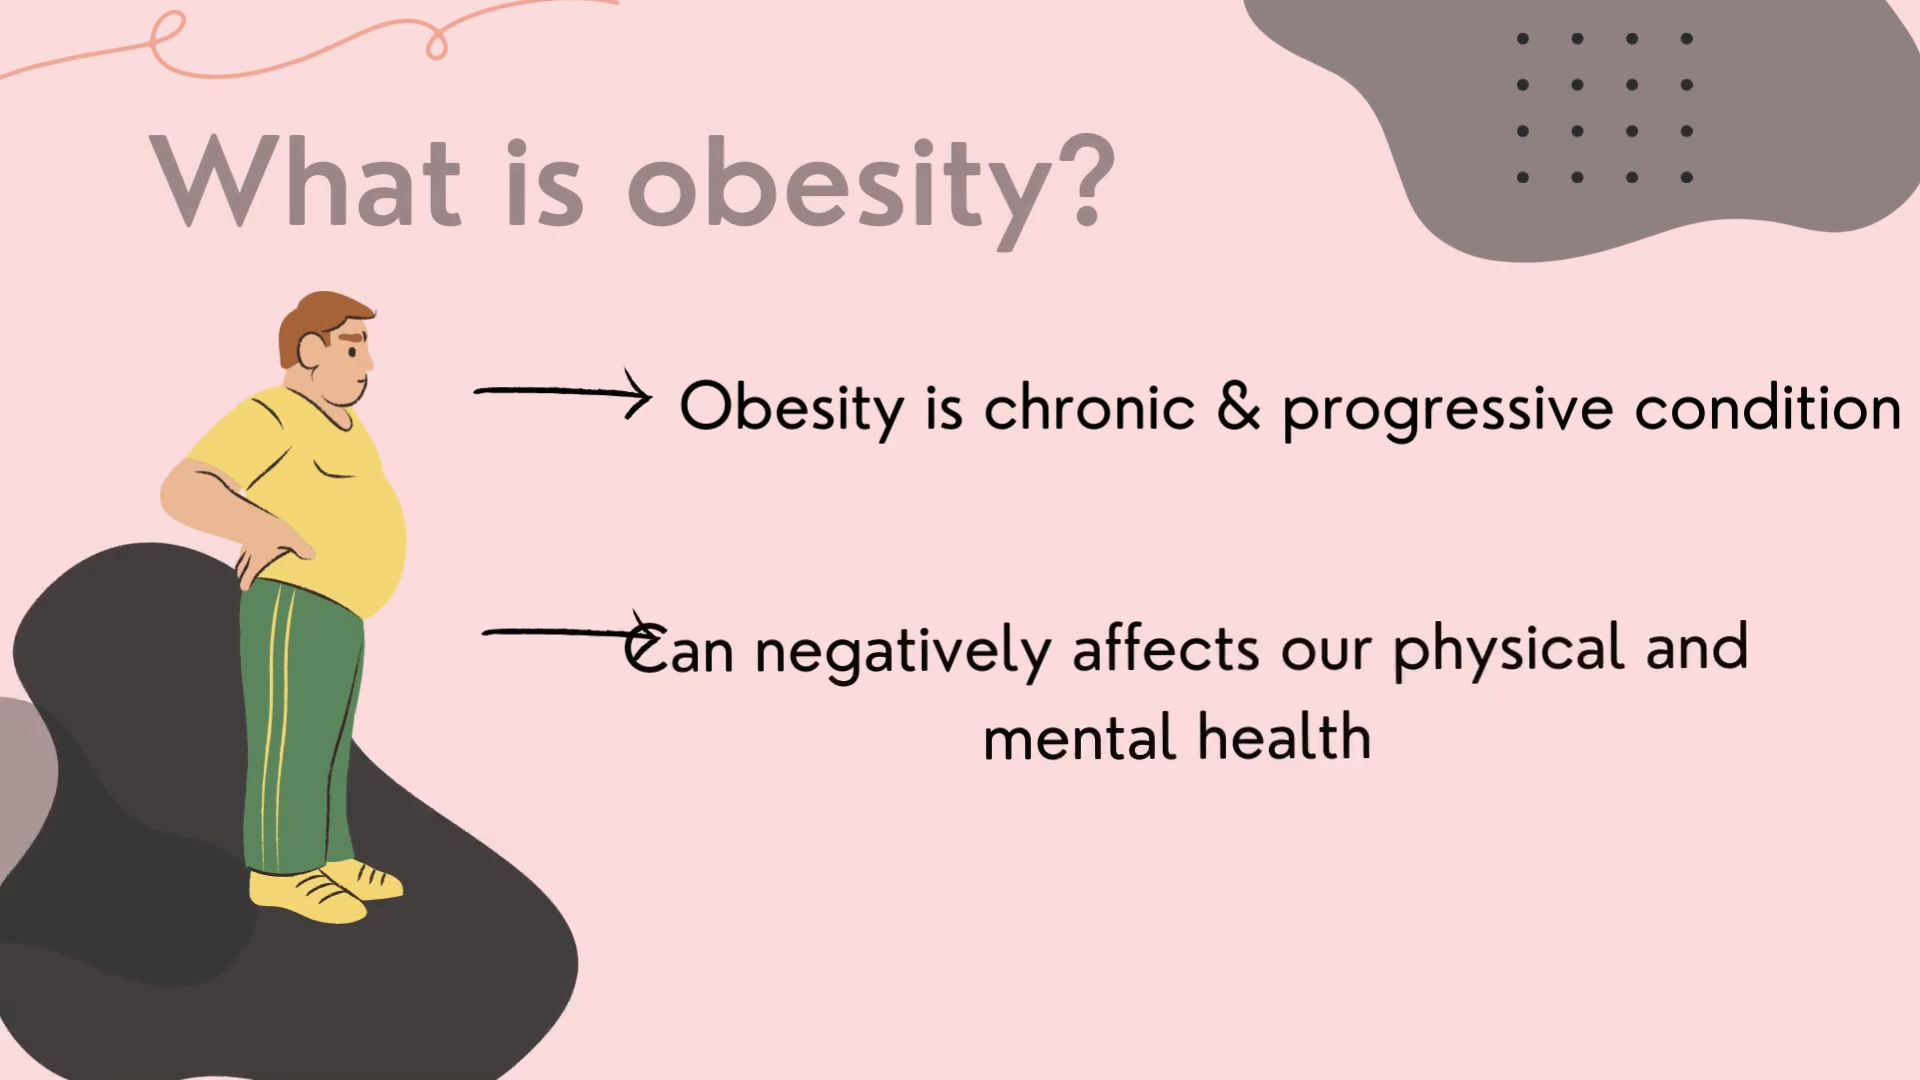 What is obesity?
Obesity is chronic & progressive condition
Can negatively affects our physical and
mental health